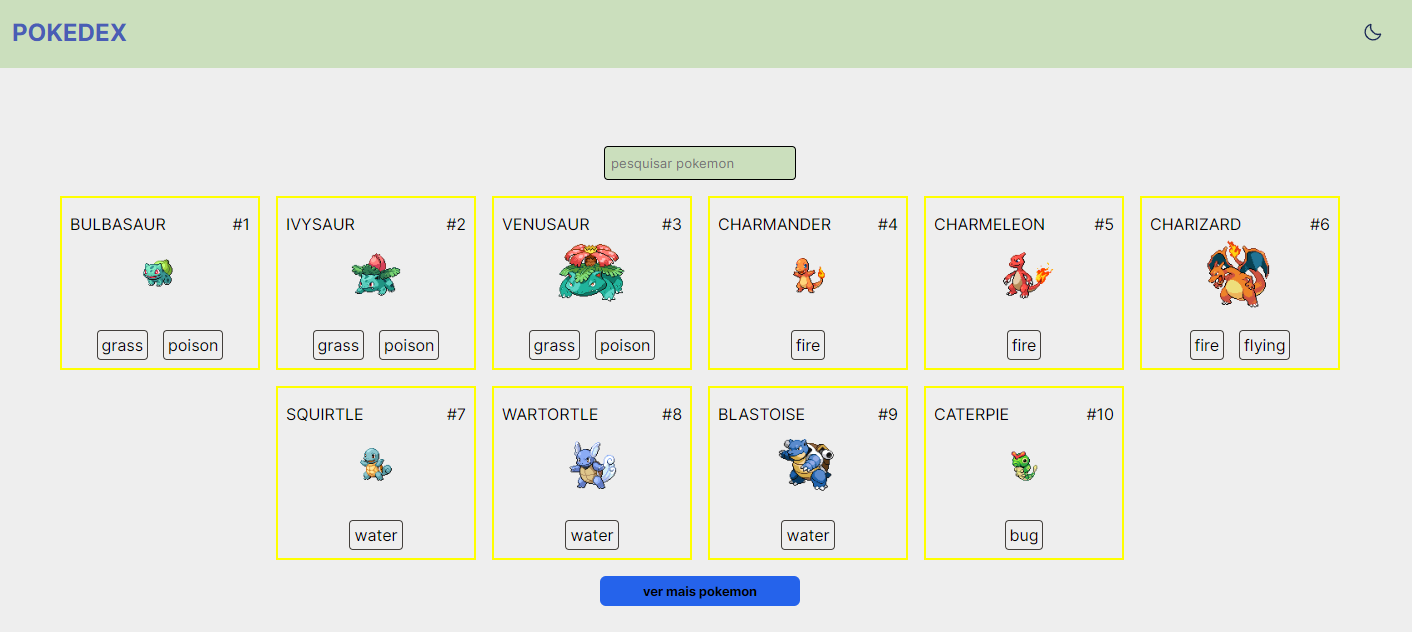 POKEDEX
pesquisar pokemon
BULBASAUR #1
grass poison
IVYSAUR #2
grass poison
VENUSAUR #3
grass poison
CHARMANDER #4
fire
CHARMELEON #5
fire
CHARIZARD #6
fire flying
SQUIRTLE #7
water
WARTORTLE #8
water
BLASTOISE #9
water
CATERPIE #10
bug
ver mais pokemon